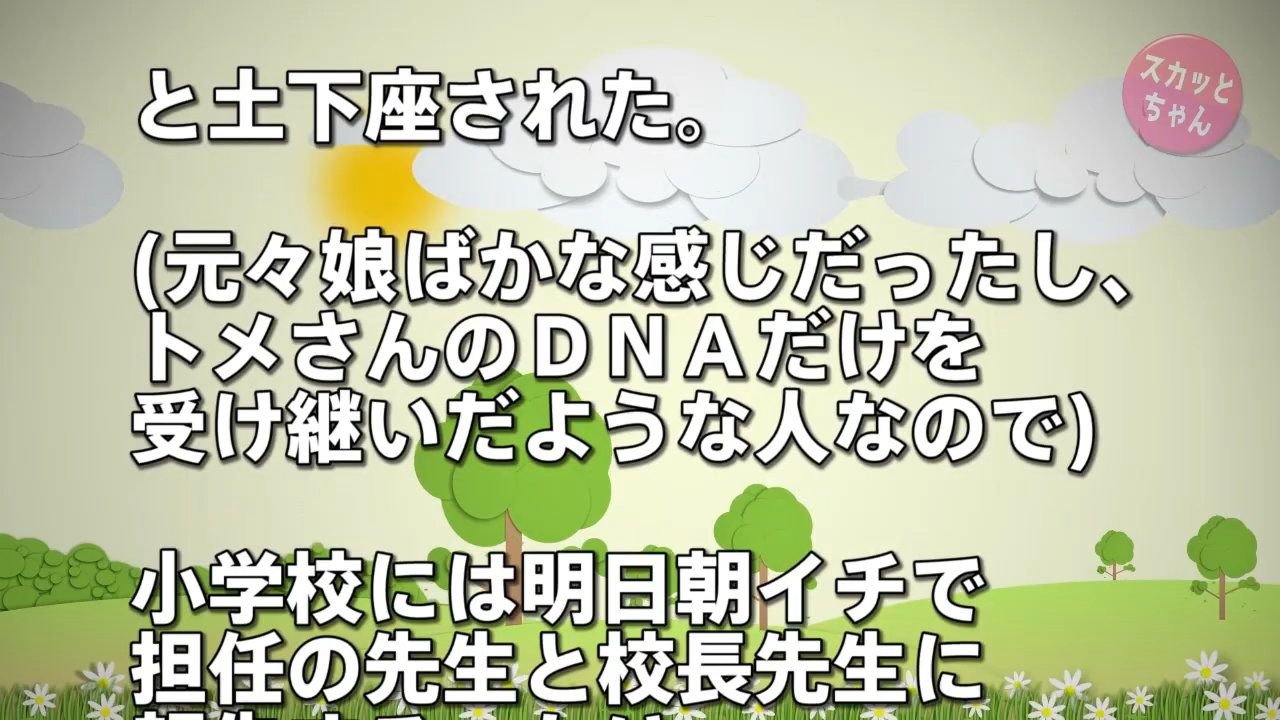 スカッと
ちゃん
と土下座された。
(元々娘ばかな感じだったし、
トメさんのＤＮＡだけを
受け継いだような人なので)
小学校には明日朝イチで
担任の先生と校長先生に